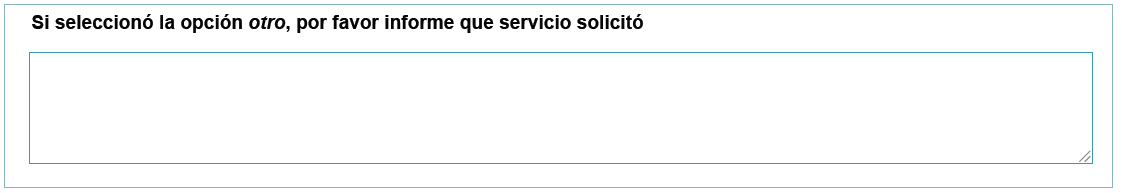 Si seleccionó la opción otro, por favor informe que servicio solicitó